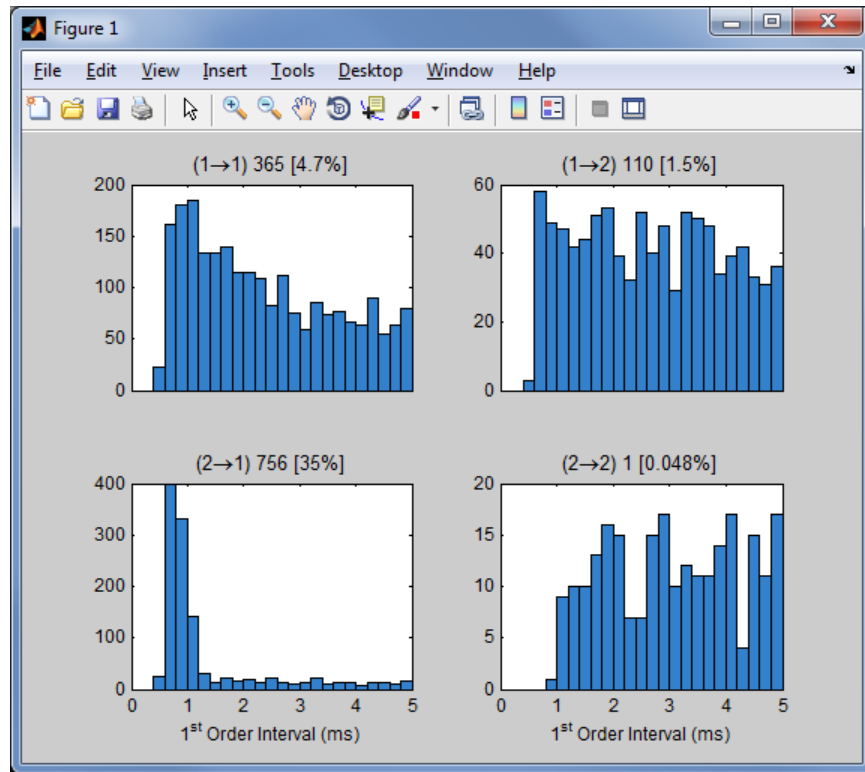 Figure 1
File Edit View Insert Tools Desktop Window Help
(1→1) 365 [4.7%]
200
150
100
50
0
(1→2) 110 [1.5%]
60
40
20
0
(2→1) 756 [35%]
400
300
200
100
0
0 1 2 3 4 5
1st Order Interval (ms)
(2→2) 1 [0.048%]
20
15
10
5
0
0 1 2 3 4 5
1st Order Interval (ms)